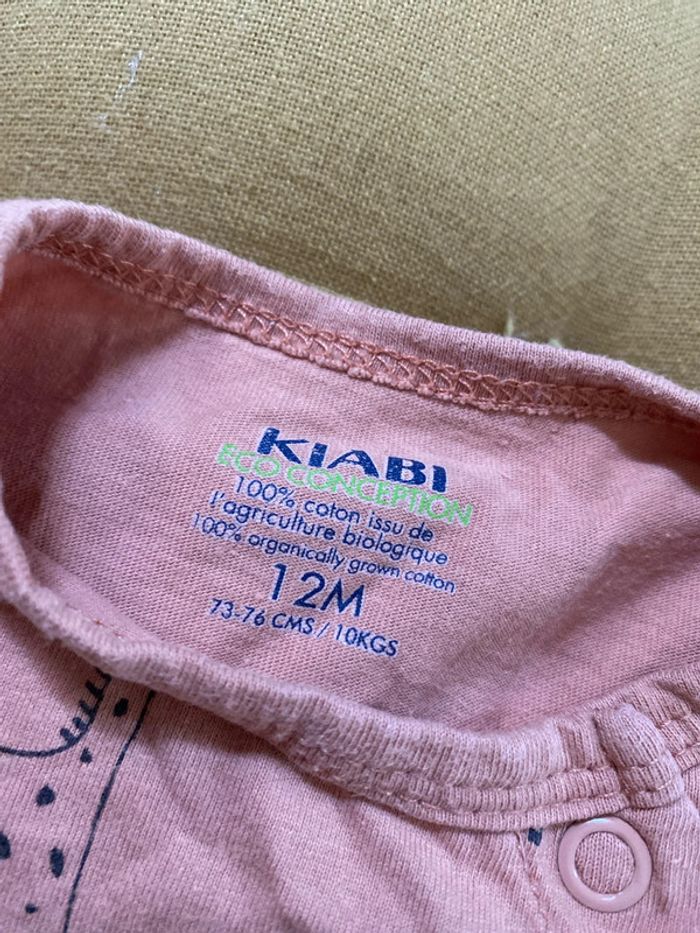 KIABI
ECO CONCEPTION
100% coton issu de
l'agriculture biologique
100% organically grown cotton
12M
73-76 CMS / 10KGS